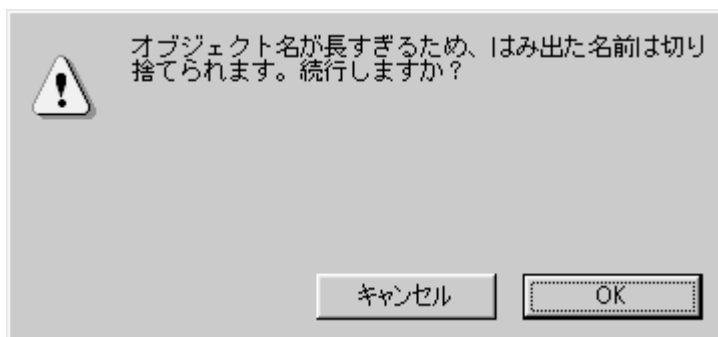 オブジェクト名が長すぎるため、はみ出た名前は切り
捨てられます。続行しますか？
キャンセル
OK